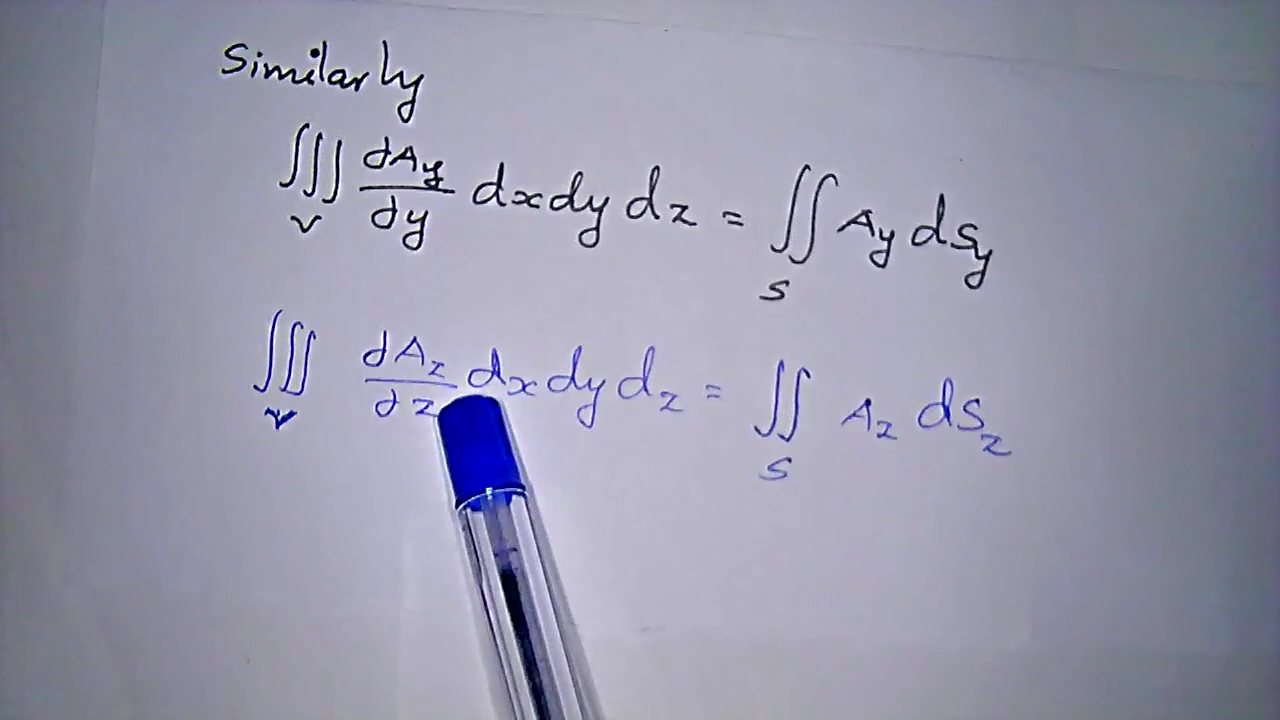 Similarly
∭_V ∂A_y/∂y dx dy dz = ∬_S A_y ds_y
∭_V ∂A_z/∂z dx dy dz = ∬_S A_z ds_z